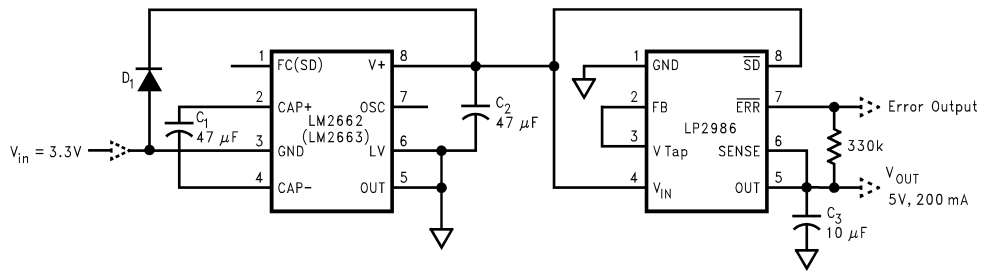 D1
Vin = 3.3V
C1
47 μF
1
2
3
4
FC(SD)
CAP+
GND
CAP-
LM2662
(LM2663)
V+
OSC
LV
OUT
8
7
6
5
C2
47 μF
1
2
3
4
GND
FB
V Tap
VIN
LP2986
SD
ERR
SENSE
OUT
8
7
6
5
Error Output
330k
VOUT
5V, 200 mA
C3
10 μF